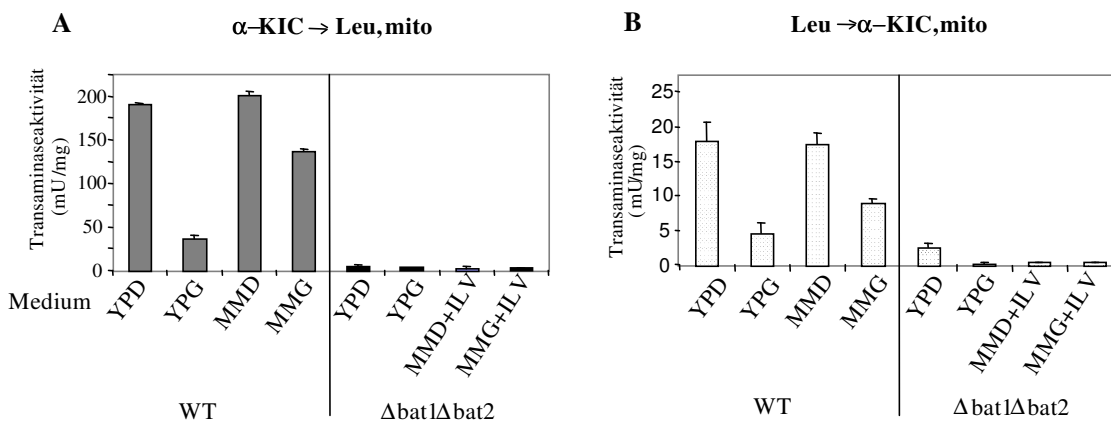 A
α–KIC → Leu, mito
Transaminaseaktivität
(mU/mg)
200
150
100
50
0
Medium
YPD
YPG
MMD
MMG
YPD
YPG
MMD+ILV
MMG+ILV
WT
Δbat1Δbat2
B
Leu →α–KIC, mito
Transaminaseaktivität
(mU/mg)
25
20
15
10
5
0
YPD
YPG
MMD
MMG
YPD
YPG
MMD+ILV
MMG+ILV
WT
Δbat1Δbat2